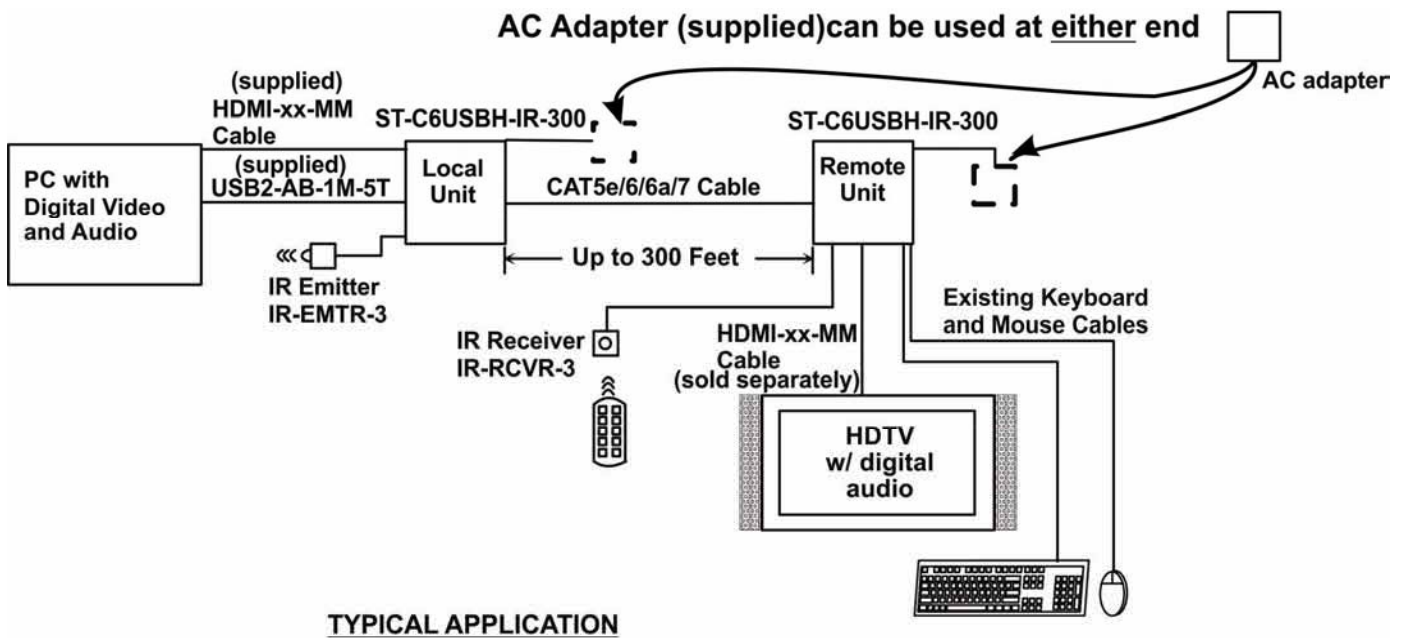 AC Adapter (supplied)can be used at either end
AC adapter
(supplied)
HDMI-xx-MM
Cable
(supplied)
USB2-AB-1M-5T
PC with
Digital Video
and Audio
ST-C6USBH-IR-300
Local
Unit
CAT5e/6/6a/7 Cable
Up to 300 Feet
ST-C6USBH-IR-300
Remote
Unit
IR Emitter
IR-EMTR-3
IR Receiver
IR-RCVR-3
HDMI-xx-MM
Cable
(sold separately)
Existing Keyboard
and Mouse Cables
HDTV
w/ digital
audio
TYPICAL APPLICATION